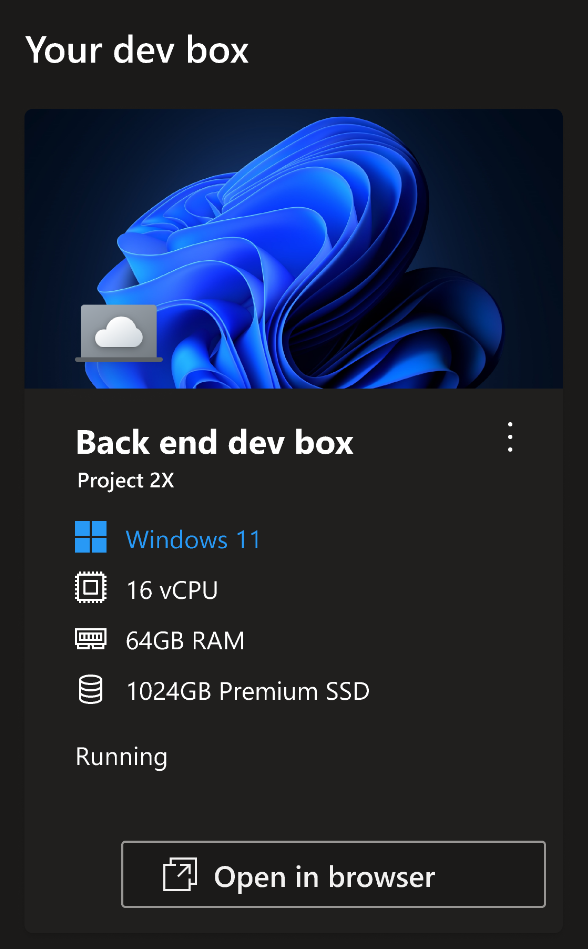 Your dev box
Back end dev box
Project 2X
Windows 11
16 vCPU
64GB RAM
1024GB Premium SSD
Running
Open in browser